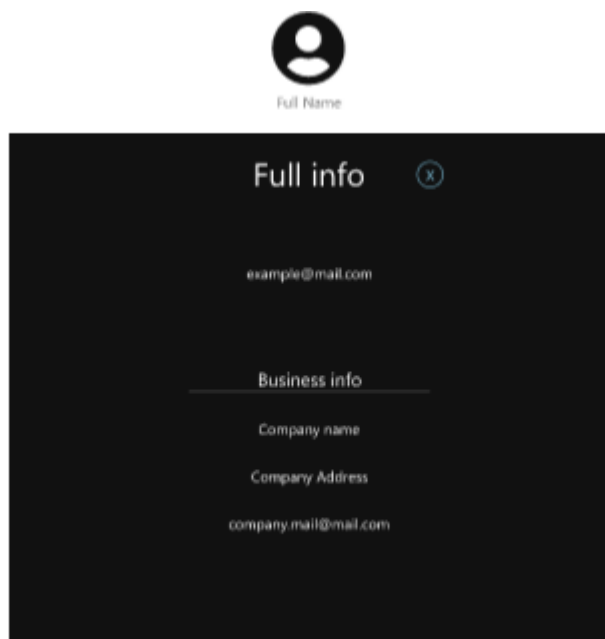 Full Name
Full info X
example@mail.com
Business info
Company name
Company Address
company.mail@mail.com